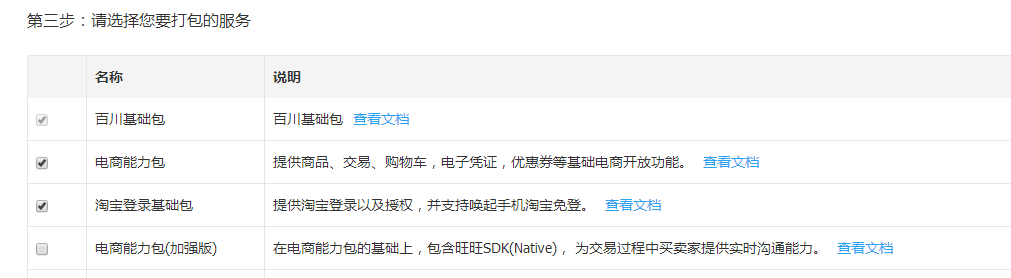 第三步：请选择您要打包的服务
名称 说明
百川基础包 百川基础包 查看文档
电商能力包 提供商品、交易、购物车，电子凭证，优惠券等基础电商开放功能。 查看文档
淘宝登录基础包 提供淘宝登录以及授权，并支持唤起手机淘宝免登。 查看文档
电商能力包(加强版) 在电商能力包的基础上，包含旺旺SDK(Native)， 为交易过程中买卖家提供实时沟通能力。 查看文档